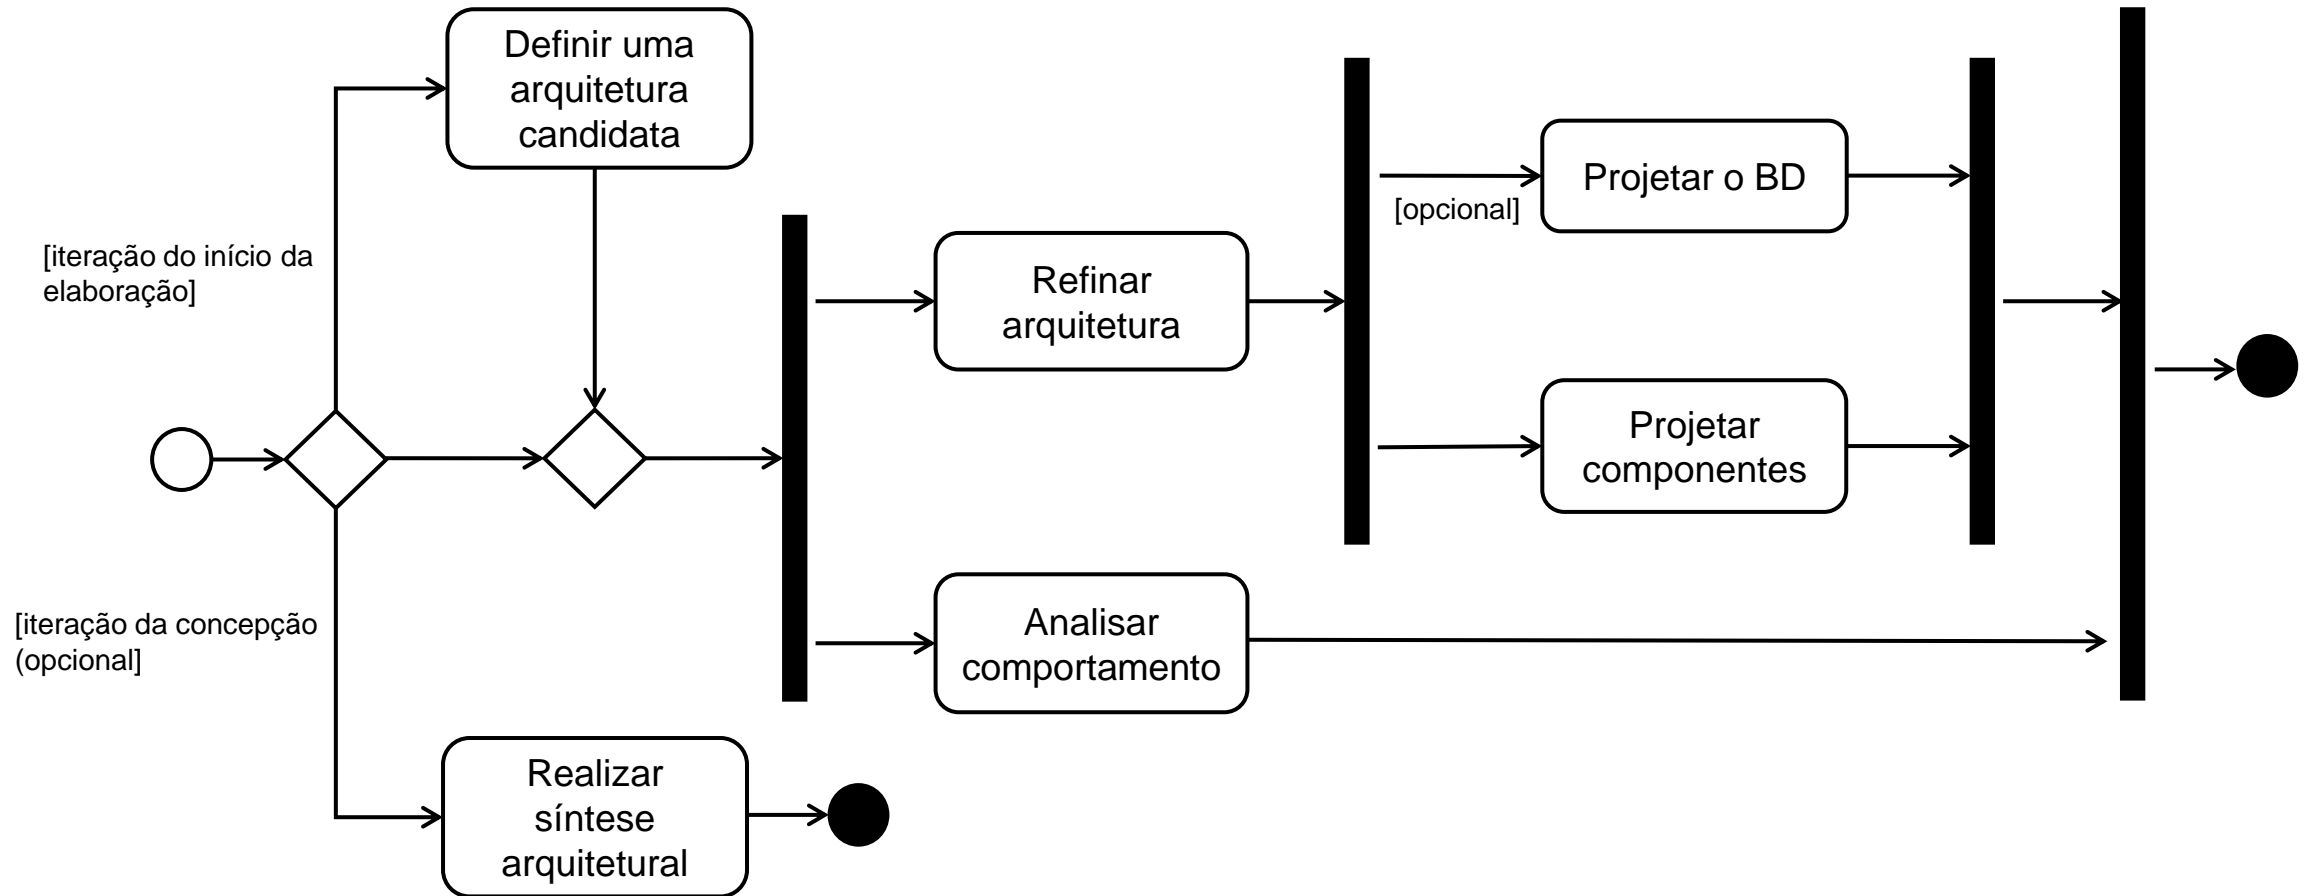 Definir uma
arquitetura
candidata
[iteração do início da
elaboração]
Refinar
arquitetura
[opcional]
Projetar o BD
Projetar
componentes
[iteração da concepção
(opcional]
Analisar
comportamento
Realizar
síntese
arquitetural